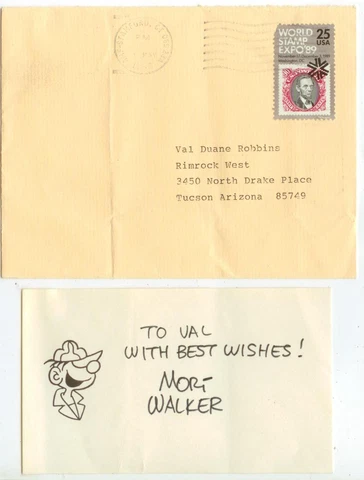 WORLD
STAMP
EXPO'89
25
USA
Val Duane Robbins
Rimrock West
3450 North Drake Place
Tucson Arizona 85749
TO VAL
WITH BEST WISHES!
MORT
WALKER